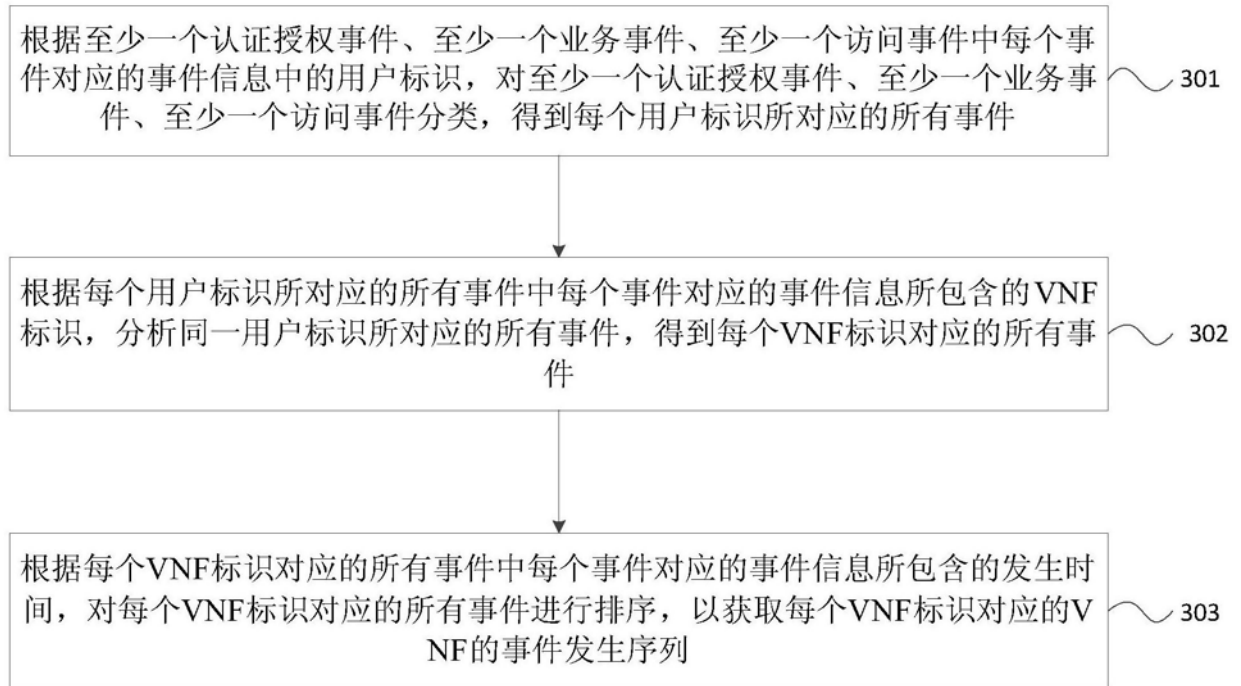 根据至少一个认证授权事件、至少一个业务事件、至少一个访问事件中每个事
件对应的事件信息中的用户标识，对至少一个认证授权事件、至少一个业务事
件、至少一个访问事件分类，得到每个用户标识所对应的所有事件
301
根据每个用户标识所对应的所有事件中每个事件对应的事件信息所包含的VNF
标识，分析同一用户标识所对应的所有事件，得到每个VNF标识对应的所有事
件
302
根据每个VNF标识对应的所有事件中每个事件对应的事件信息所包含的发生时
间，对每个VNF标识对应的所有事件进行排序，以获取每个VNF标识对应的V
NF的事件发生序列
303